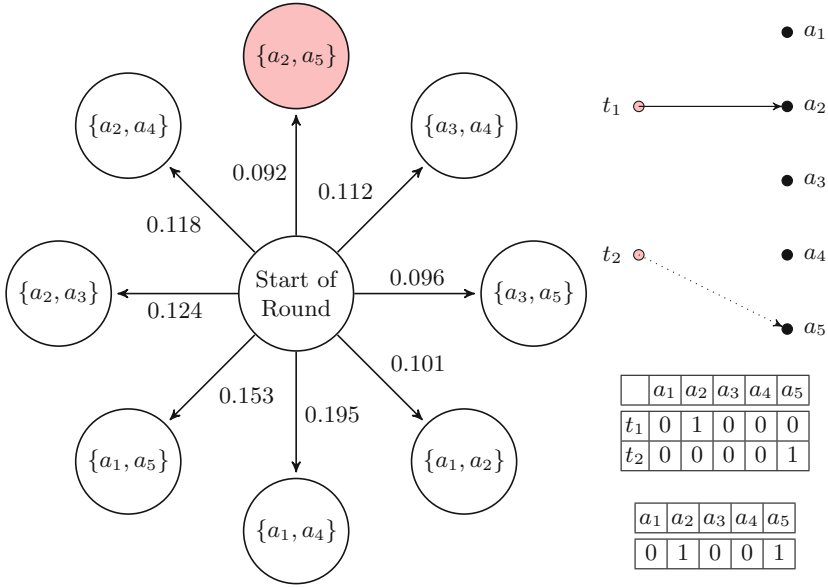 {a₂, a₅}
{a₂, a₄}
{a₃, a₄}
0.092
0.112
0.118
Start of
Round
{a₂, a₃}
0.124
0.096
{a₃, a₅}
0.153
0.195
0.101
{a₁, a₅}
{a₁, a₄}
{a₁, a₂}
a₁
t₁ a₂
a₃
t₂ a₄
a₅
a₁ a₂ a₃ a₄ a₅
t₁ 0 1 0 0 0
t₂ 0 0 0 0 1
a₁ a₂ a₃ a₄ a₅
0 1 0 0 1